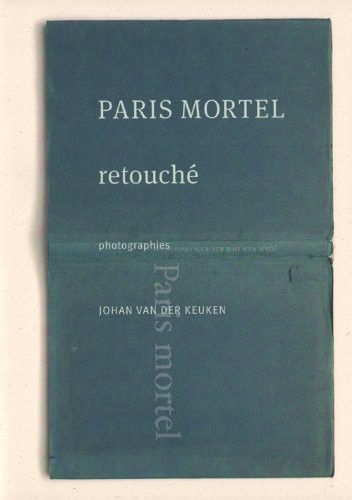 PARIS MORTEL
retouché
photographies
Paris mortel
JOHAN VAN DER KEUKEN